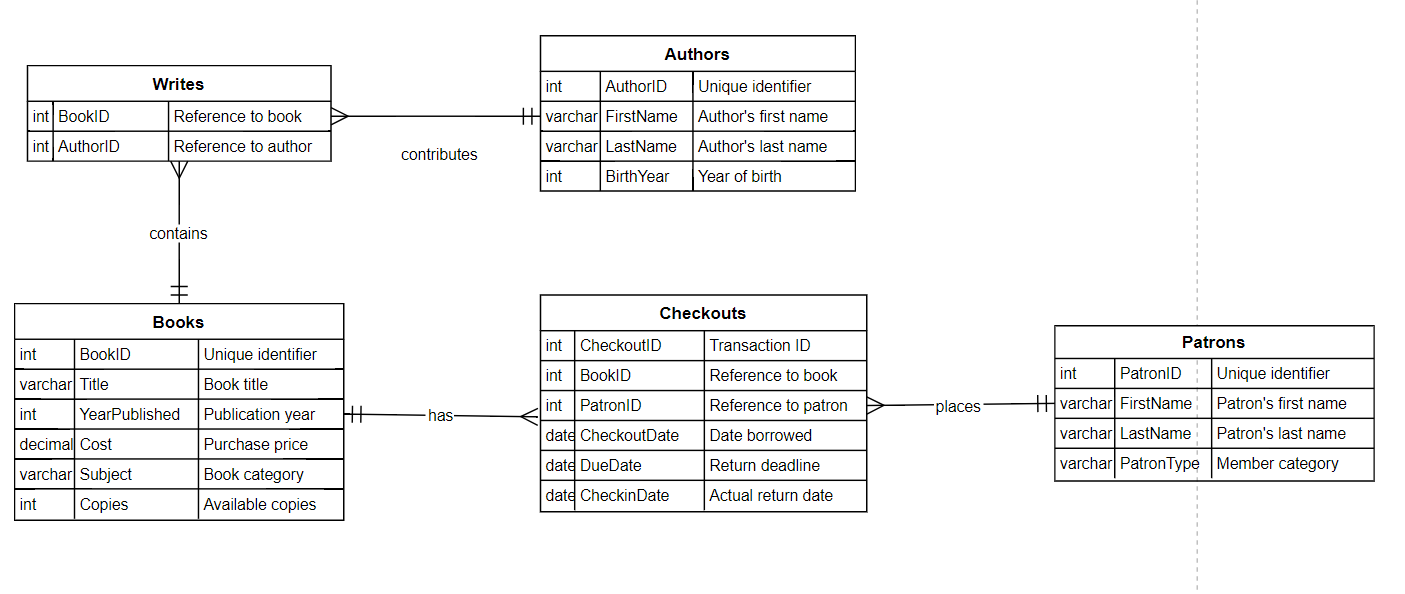 Authors
int AuthorID Unique identifier
varchar FirstName Author's first name
varchar LastName Author's last name
int BirthYear Year of birth
Writes
int BookID Reference to book
int AuthorID Reference to author
contributes
contains
Books
int BookID Unique identifier
varchar Title Book title
int YearPublished Publication year
decimal Cost Purchase price
varchar Subject Book category
int Copies Available copies
has
Checkouts
int CheckoutID Transaction ID
int BookID Reference to book
int PatronID Reference to patron
date CheckoutDate Date borrowed
date DueDate Return deadline
date CheckinDate Actual return date
places
Patrons
int PatronID Unique identifier
varchar FirstName Patron's first name
varchar LastName Patron's last name
varchar PatronType Member category